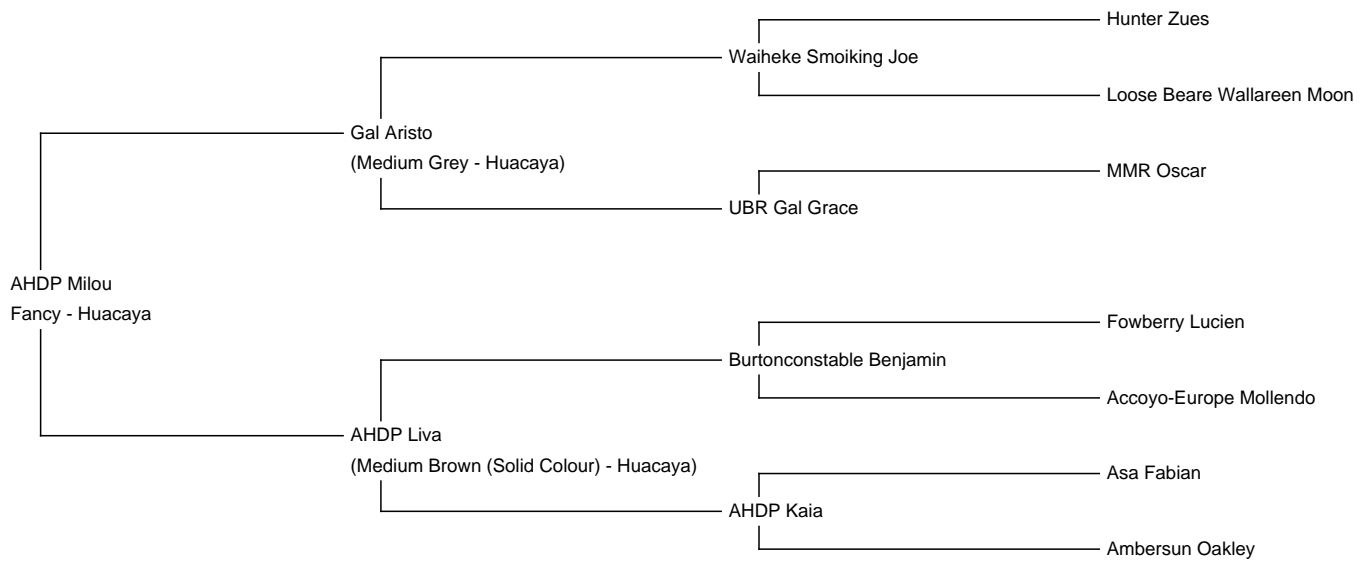 Hunter Zues
Waiheke Smoiking Joe
Loose Beare Wallareen Moon
Gal Aristo
(Medium Grey - Huacaya)
MMR Oscar
UBR Gal Grace
AHDP Milou
Fancy - Huacaya
Fowberry Lucien
Burtonconstable Benjamin
Accoyo-Europe Mollendo
AHDP Liva
(Medium Brown (Solid Colour) - Huacaya)
Asa Fabian
AHDP Kaia
Ambersun Oakley